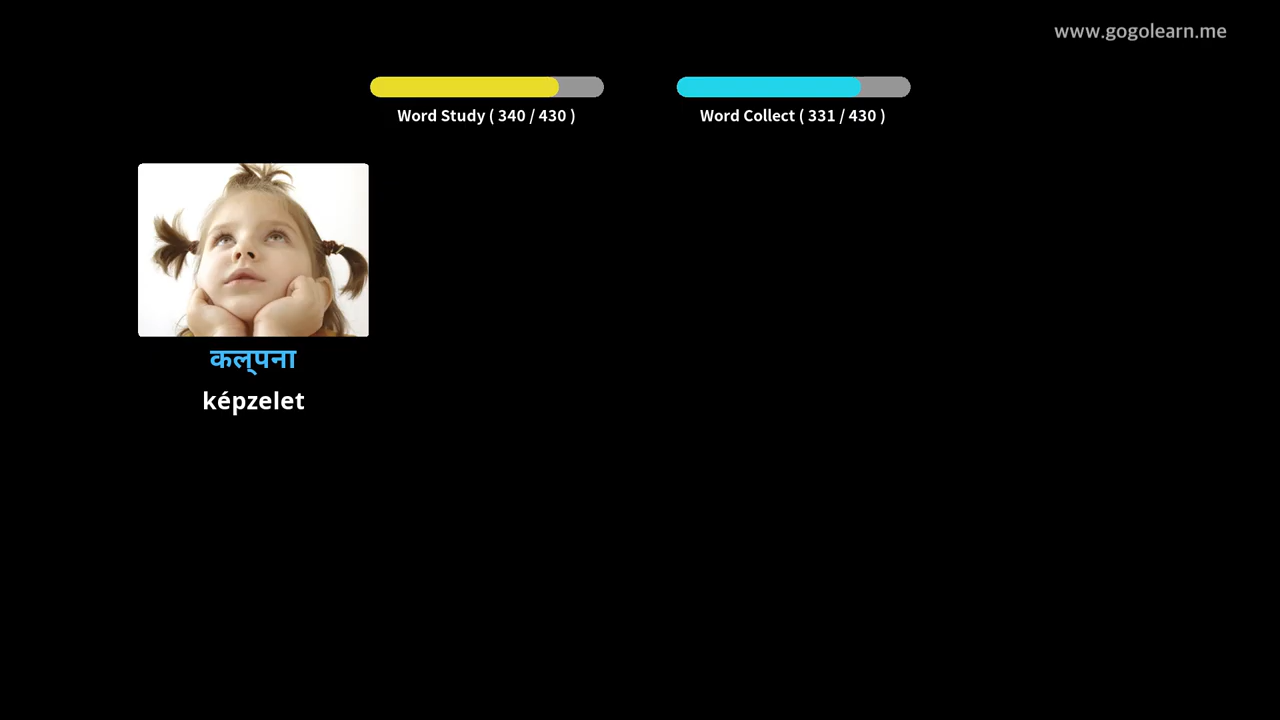 www.gogolearn.me
Word Study ( 340 / 430 )
Word Collect ( 331 / 430 )
कल्पना
képzelet